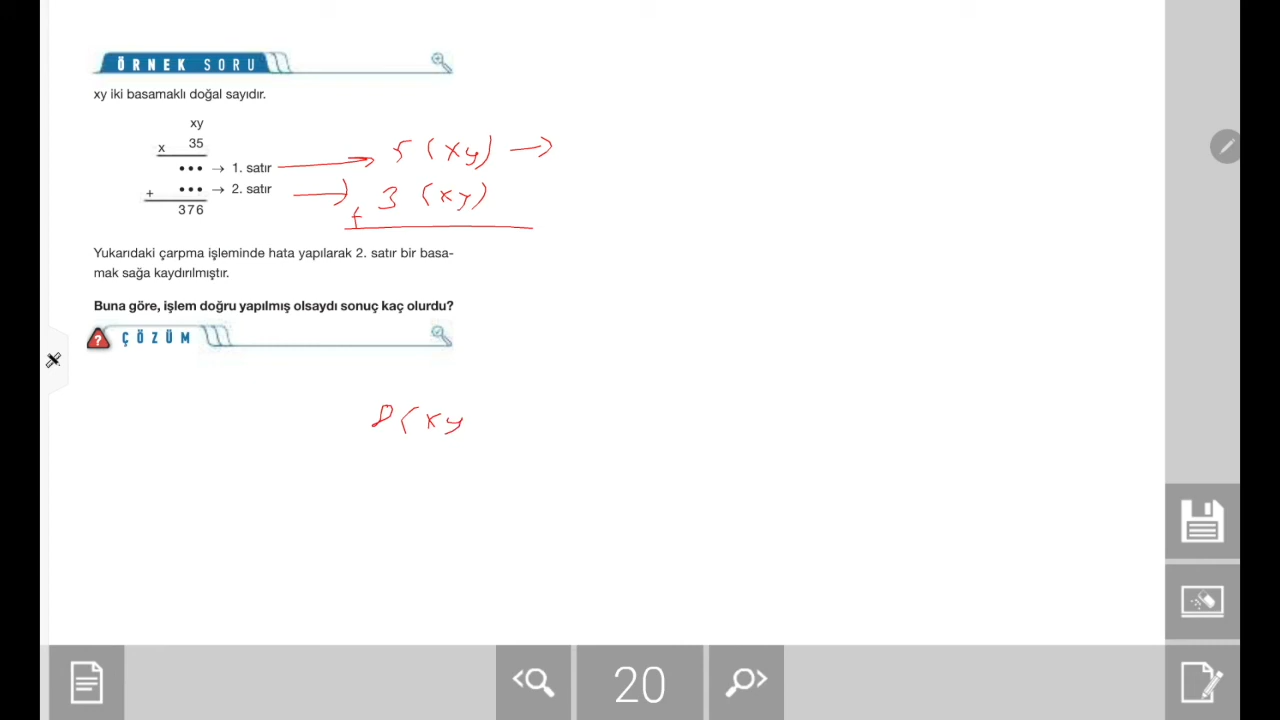 ÖRNEK SORU
xy iki basamaklı doğal sayıdır.
xy
x 35
••• → 1. satır → 5 (xy) →
+ ••• → 2. satır → + 3 (xy)
376
Yukarıdaki çarpma işleminde hata yapılarak 2. satır bir basa-
mak sağa kaydırılmıştır.
Buna göre, işlem doğru yapılmış olsaydı sonuç kaç olurdu?
? ÇÖZÜM
8(xy
20